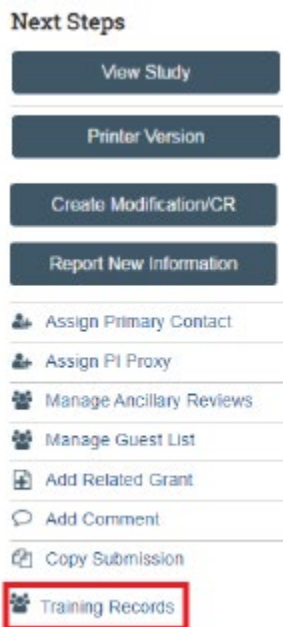 Next Steps
View Study
Printer Version
Create Modification/CR
Report New Information
Assign Primary Contact
Assign PI Proxy
Manage Ancillary Reviews
Manage Guest List
Add Related Grant
Add Comment
Copy Submission
Training Records